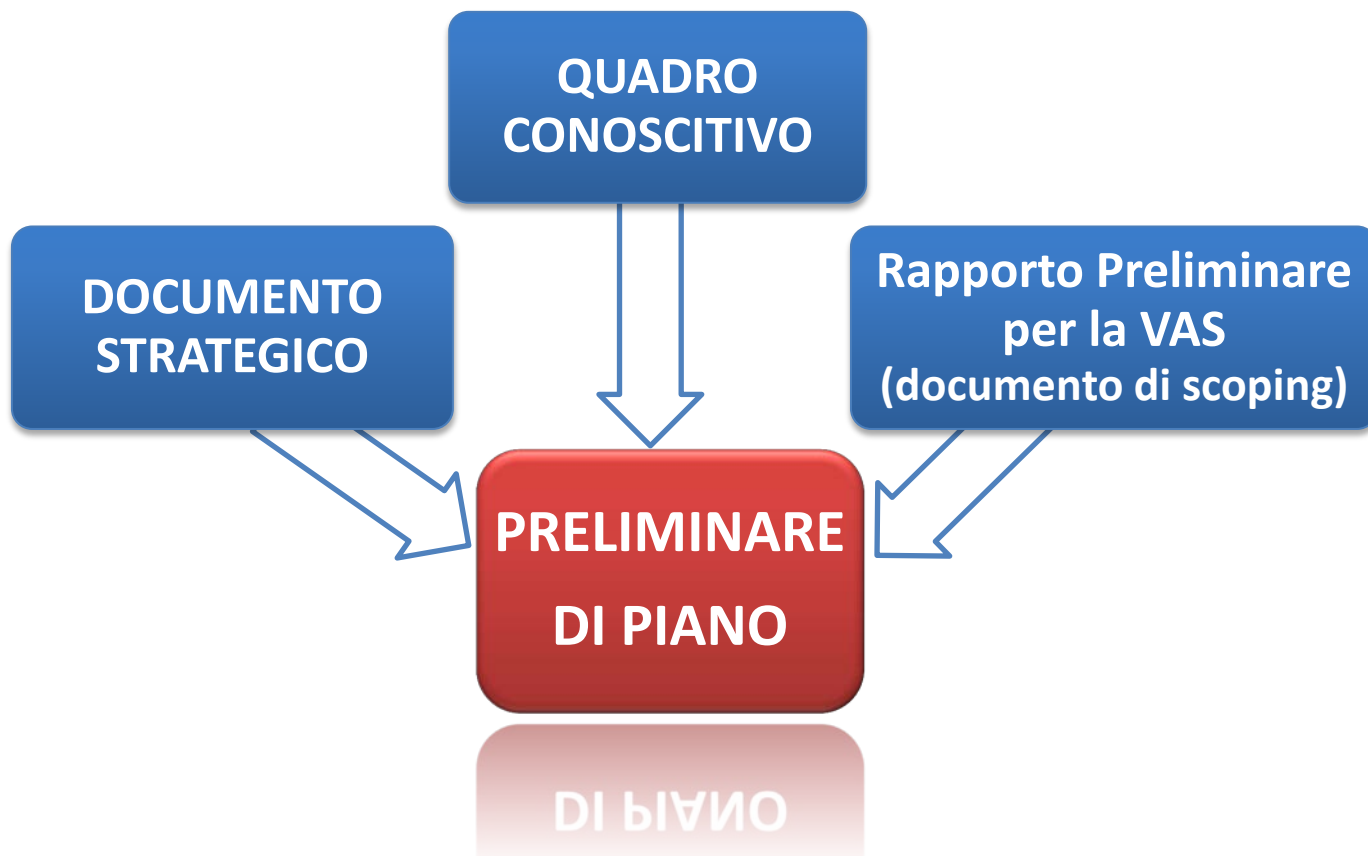 QUADRO
CONOSCITIVO
DOCUMENTO
STRATEGICO
Rapporto Preliminare
per la VAS
(documento di scoping)
PRELIMINARE
DI PIANO